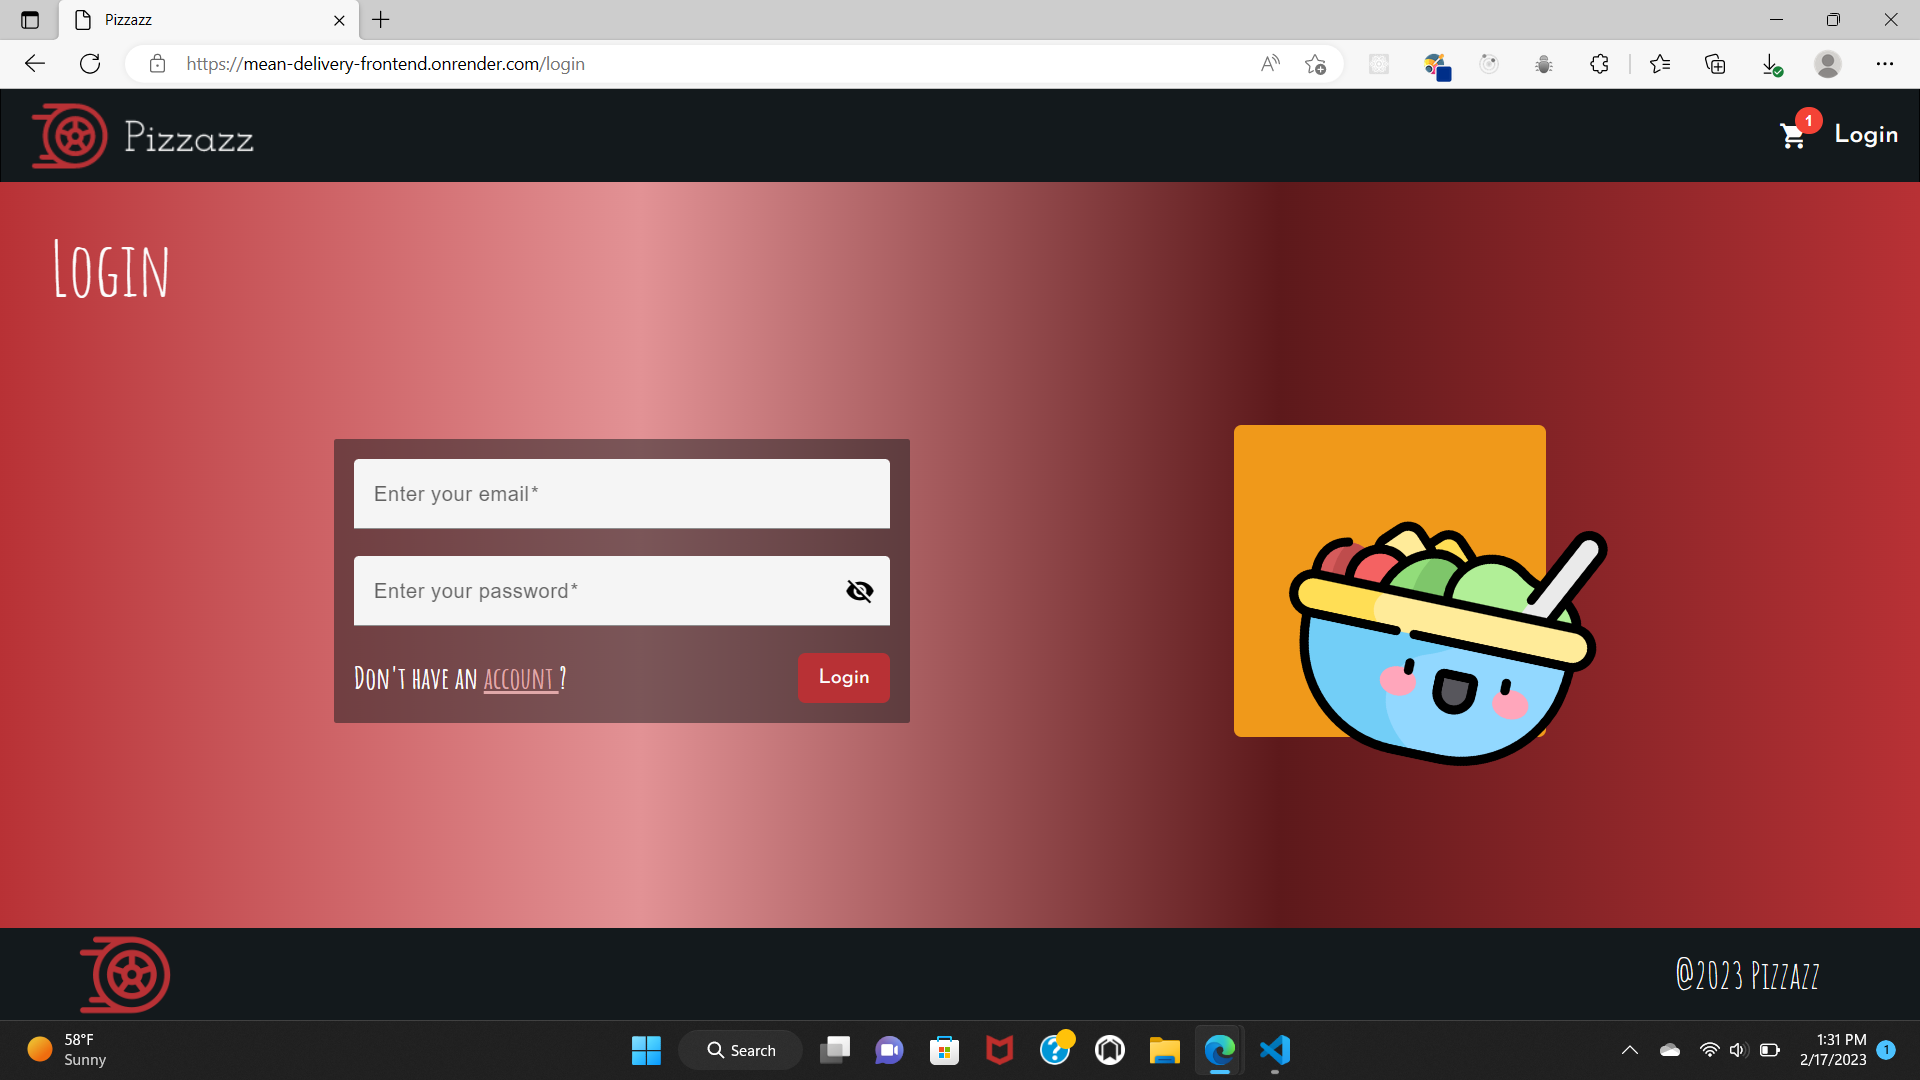 Pizzazz
https://mean-delivery-frontend.onrender.com/login
Pizzazz
1
Login
Login
Enter your email*
Enter your password*
Don't have an account ?
Login
@2023 Pizzazz
58°F
Sunny
Search
1:31 PM
2/17/2023
1